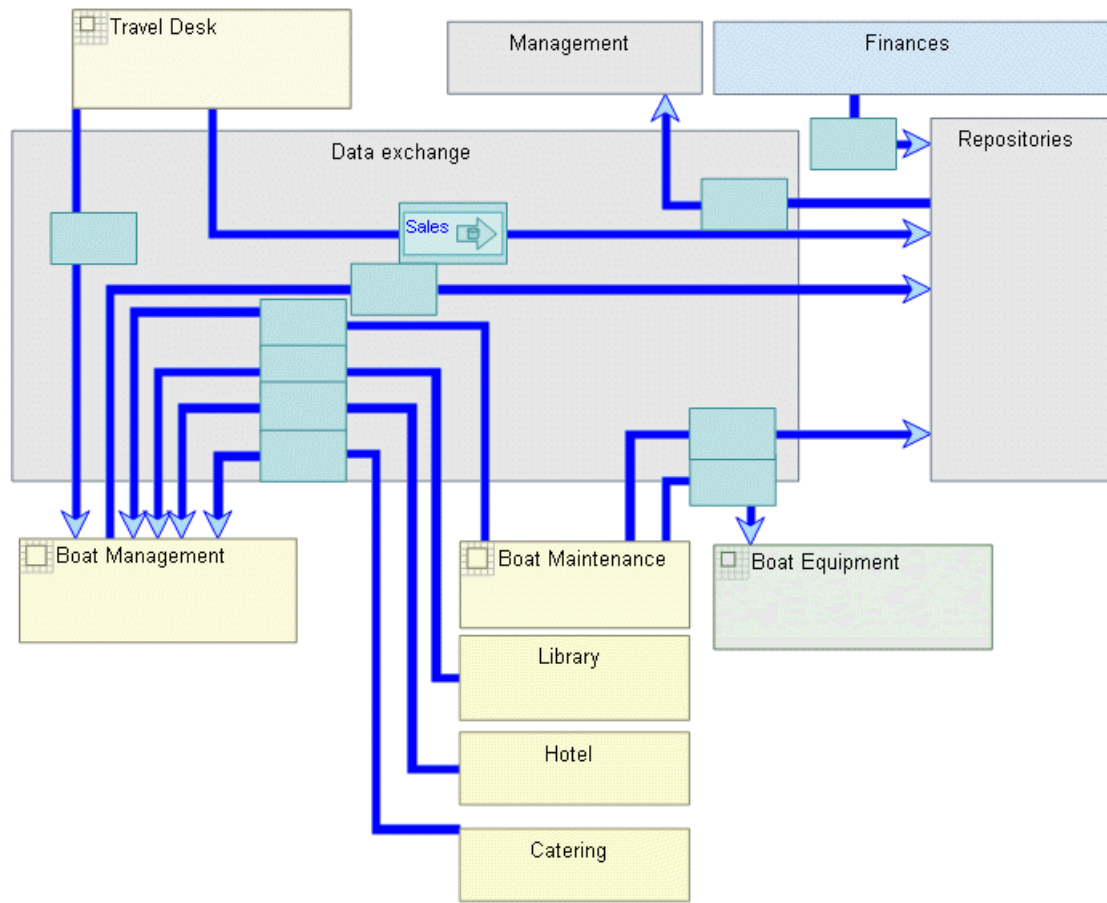 Travel Desk
Management
Finances
Data exchange
Repositories
Sales
Boat Management
Boat Maintenance
Boat Equipment
Library
Hotel
Catering